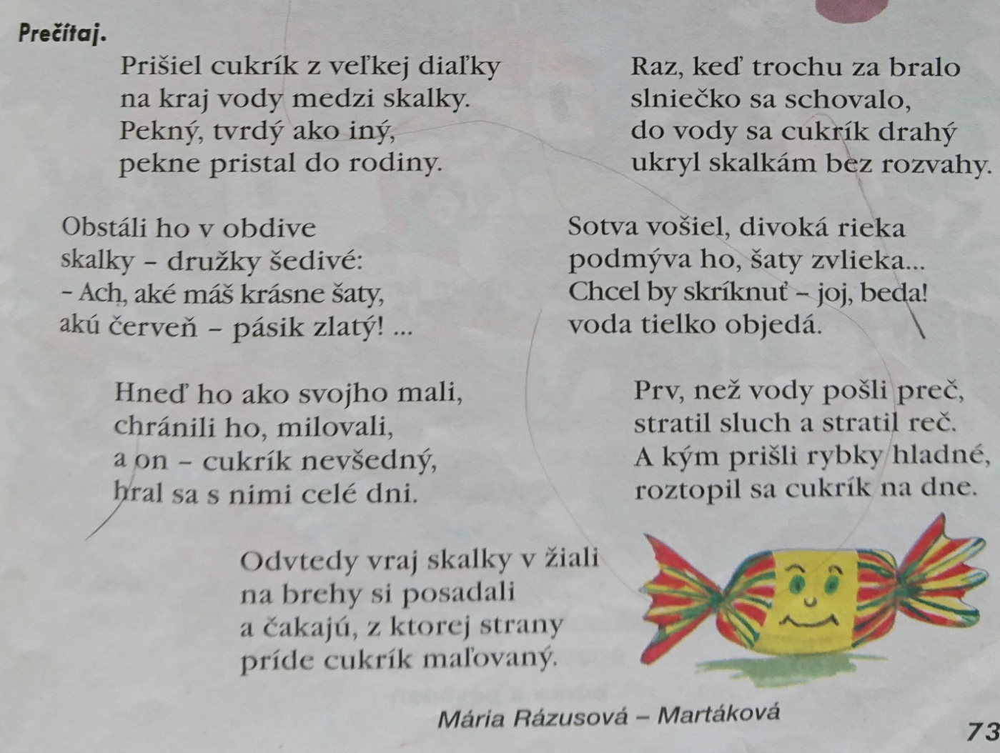 Prečítaj.
Prišiel cukrík z veľkej diaľky
na kraj vody medzi skalky.
Pekný, tvrdý ako iný,
pekne pristal do rodiny.
Obstáli ho v obdive
skalky – družky šedivé:
– Ach, aké máš krásne šaty,
akú červeň – pásik zlatý! ...
Hneď ho ako svojho mali,
chránili ho, milovali,
a on – cukrík nevšedný,
hral sa s nimi celé dni.
Raz, keď trochu za bralo
slniečko sa schovalo,
do vody sa cukrík drahý
ukryl skalkám bez rozvahy.
Sotva vošiel, divoká rieka
podmýva ho, šaty zvlieka...
Chcel by skríknuť – joj, beda!
voda tielko objedá.
Prv, než vody pošli preč,
stratil sluch a stratil reč.
A kým prišli rybky hladné,
roztopil sa cukrík na dne.
Odvtedy vraj skalky v žiali
na brehy si posadali
a čakajú, z ktorej strany
príde cukrík maľovaný.
Mária Rázusová – Martáková
73